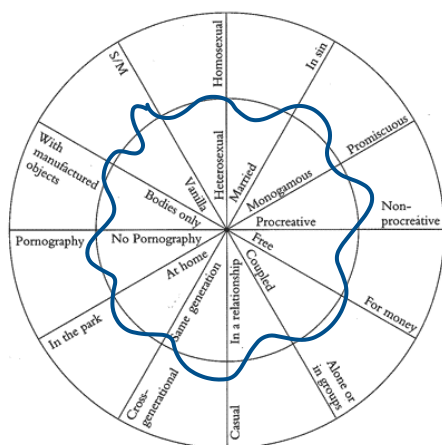 Homosexual
In sin
S/M
Promiscuous
With
manufactured
objects
Heterosexual
Married
Monogamous
Vanilla
Bodies only
Procreative
Non-
procreative
Pornography
No Pornography
Free
At home
Coupled
In a relationship
Same generation
For money
In the park
Alone or
in groups
Cross-
generational
Casual